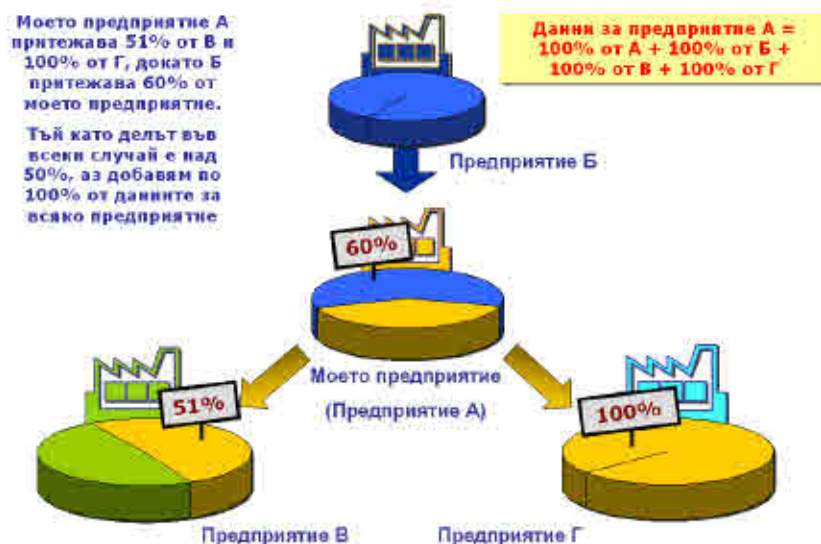 Моето предприятие А
притежава 51% от В и
100% от Г, докато Б
притежава 60% от
моето предприятие.
Тъй като делът във
всеки случай е над
50%, аз добавям по
100% от данните за
всяко предприятие
Данни за предприятие А =
100% от А + 100% от Б +
100% от В + 100% от Г
Предприятие Б
60%
Моето предприятие
(Предприятие А)
51%
100%
Предприятие В
Предприятие Г